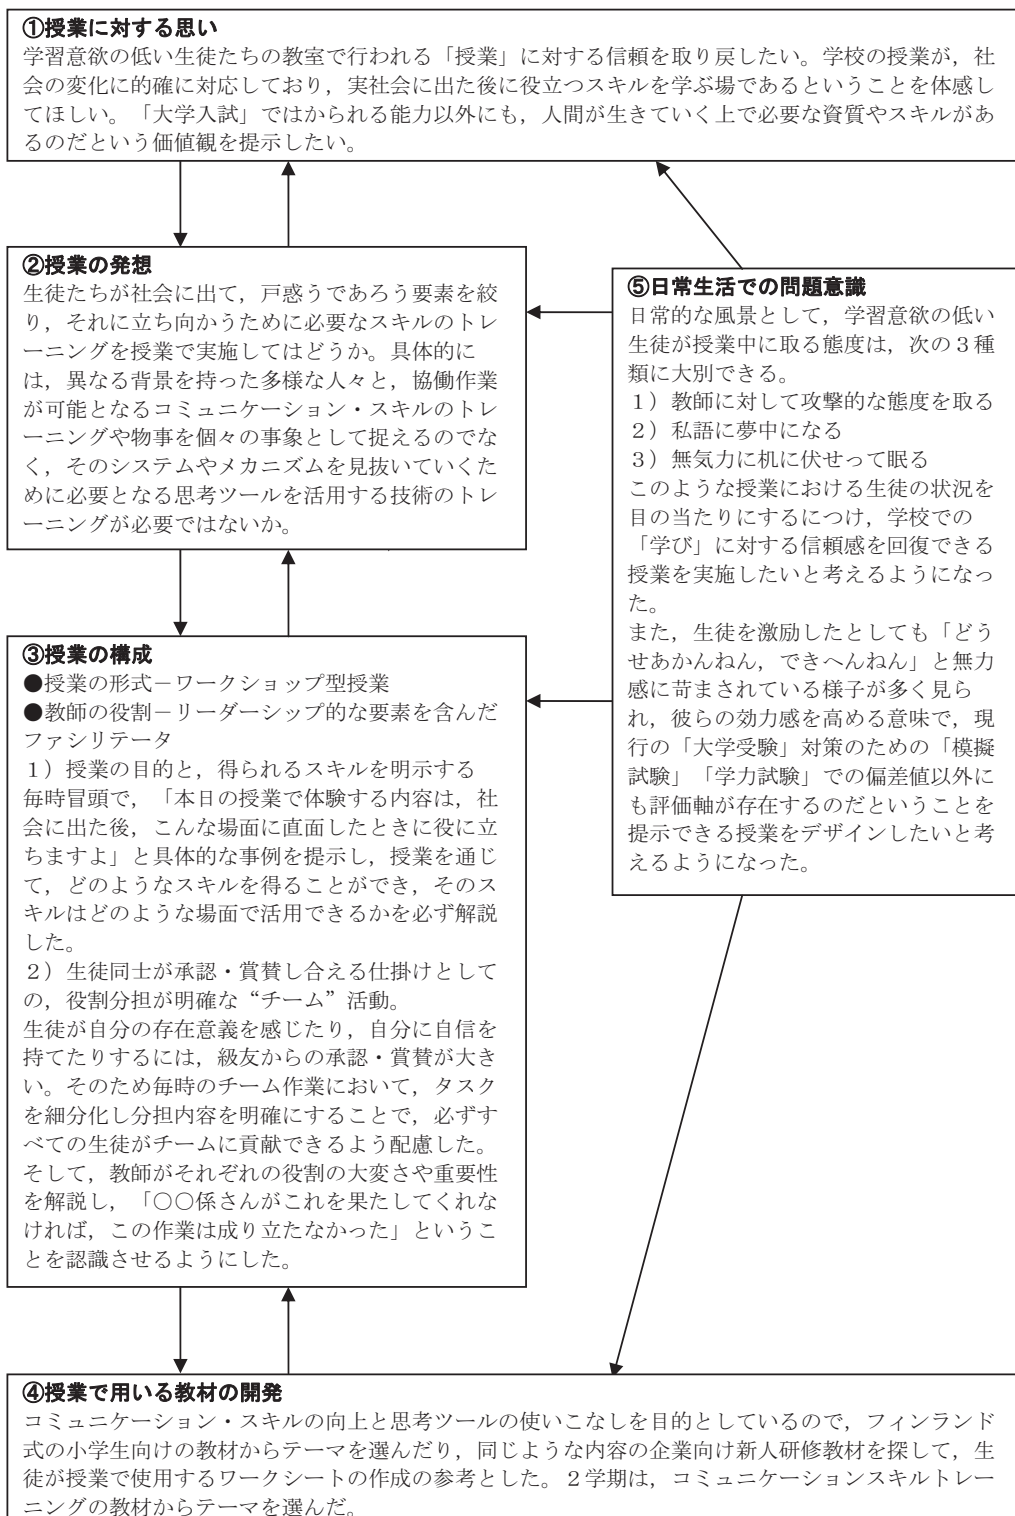 ①授業に対する思い
学習意欲の低い生徒たちの教室で行われる「授業」に対する信頼を取り戻したい。学校の授業が，社
会の変化に的確に対応しており，実社会に出た後に役立つスキルを学ぶ場であるということを体感し
てほしい。「大学入試」ではかられる能力以外にも，人間が生きていく上で必要な資質やスキルがあ
るのだという価値観を提示したい。
②授業の発想
生徒たちが社会に出て，戸惑うであろう要素を絞
り，それに立ち向かうために必要なスキルのトレ
ーニングを授業で実施してはどうか。具体的に
は，異なる背景を持った多様な人々と，協働作業
が可能となるコミュニケーション・スキルのトレ
ーニングや物事を個々の事象として捉えるのでな
く，そのシステムやメカニズムを見抜いていくた
めに必要となる思考ツールを活用する技術のトレ
ーニングが必要ではないか。
③授業の構成
●授業の形式－ワークショップ型授業
●教師の役割－リーダーシップ的な要素を含んだ
ファシリテータ
１）授業の目的と，得られるスキルを明示する
毎時冒頭で，「本日の授業で体験する内容は，社
会に出た後，こんな場面に直面したときに役に立
ちますよ」と具体的な事例を提示し，授業を通じ
て，どのようなスキルを得ることができ，そのス
キルはどのような場面で活用できるかを必ず解説
した。
２）生徒同士が承認・賞賛し合える仕掛けとして
の，役割分担が明確な“チーム”活動。
生徒が自分の存在意義を感じたり，自分に自信を
持てたりするには，級友からの承認・賞賛が大き
い。そのため毎時のチーム作業において，タスク
を細分化し分担内容を明確にすることで，必ずす
べての生徒がチームに貢献できるよう配慮した。
そして，教師がそれぞれの役割の大変さや重要性
を解説し，「○○係さんがこれを果たしてくれな
ければ，この作業は成り立たなかった」というこ
とを認識させるようにした。
⑤日常生活での問題意識
日常的な風景として，学習意欲の低い
生徒が授業中に取る態度は，次の３種
類に大別できる。
１）教師に対して攻撃的な態度を取る
２）私語に夢中になる
３）無気力に机に伏せって眠る
このような授業における生徒の状況を
目の当たりにするにつけ，学校での
「学び」に対する信頼感を回復できる
授業を実施したいと考えるようになっ
た。
また，生徒を激励したとしても「どう
せあかんねん，できへんねん」と無力
感に苛まされている様子が多く見ら
れ，彼らの効力感を高める意味で，現
行の「大学受験」対策のための「模擬
試験」「学力試験」での偏差値以外に
も評価軸が存在するのだということを
提示できる授業をデザインしたいと考
えるようになった。
④授業で用いる教材の開発
コミュニケーション・スキルの向上と思考ツールの使いこなしを目的としているので，フィンランド
式の小学生向けの教材からテーマを選んだり，同じような内容の企業向け新人研修教材を探して，生
徒が授業で使用するワークシートの作成の参考とした。２学期は，コミュニケーションスキルトレー
ニングの教材からテーマを選んだ。